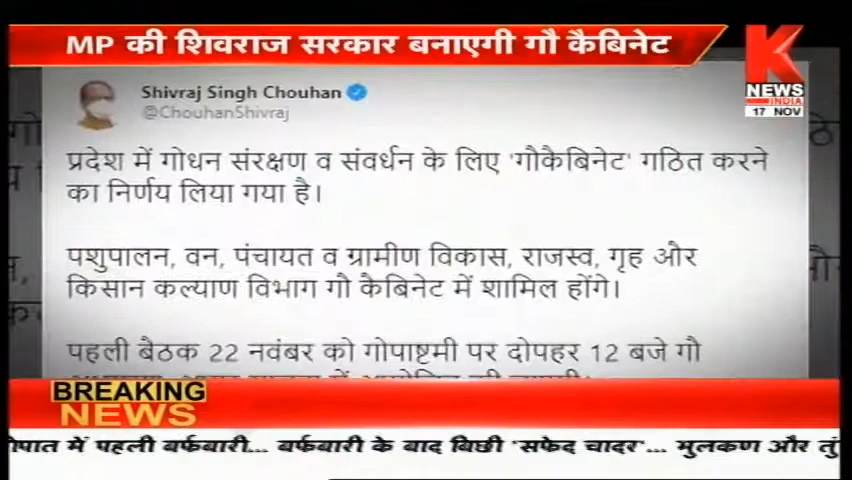 MP की शिवराज सरकार बनाएगी गौ कैबिनेट
K
NEWS
INDIA
17 NOV
Shivraj Singh Chouhan
@ChouhanShivraj
प्रदेश में गोधन संरक्षण व संवर्धन के लिए 'गौकैबिनेट' गठित करने
का निर्णय लिया गया है।
पशुपालन, वन, पंचायत व ग्रामीण विकास, राजस्व, गृह और
किसान कल्याण विभाग गौ कैबिनेट में शामिल होंगे।
पहली बैठक 22 नवंबर को गोपाष्टमी पर दोपहर 12 बजे गौ
BREAKING
NEWS
में पहली बर्फबारी... बर्फबारी के बाद बिछी 'सफेद चादर'... मुलकण और